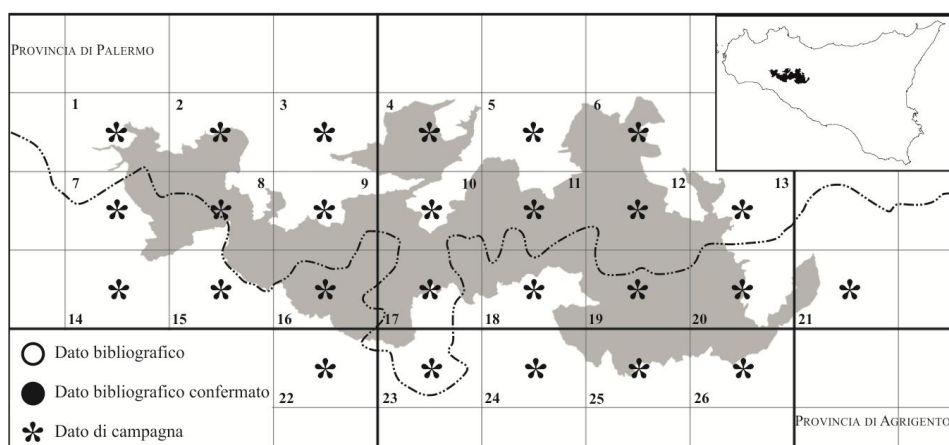 PROVINCIA DI PALERMO
1 2 3 4 5 6
7 8 9 10 11 12 13
14 15 16 17 18 19 20 21
Dato bibliografico
Dato bibliografico confermato
Dato di campagna
22 23 24 25 26
PROVINCIA DI AGRIGENTO